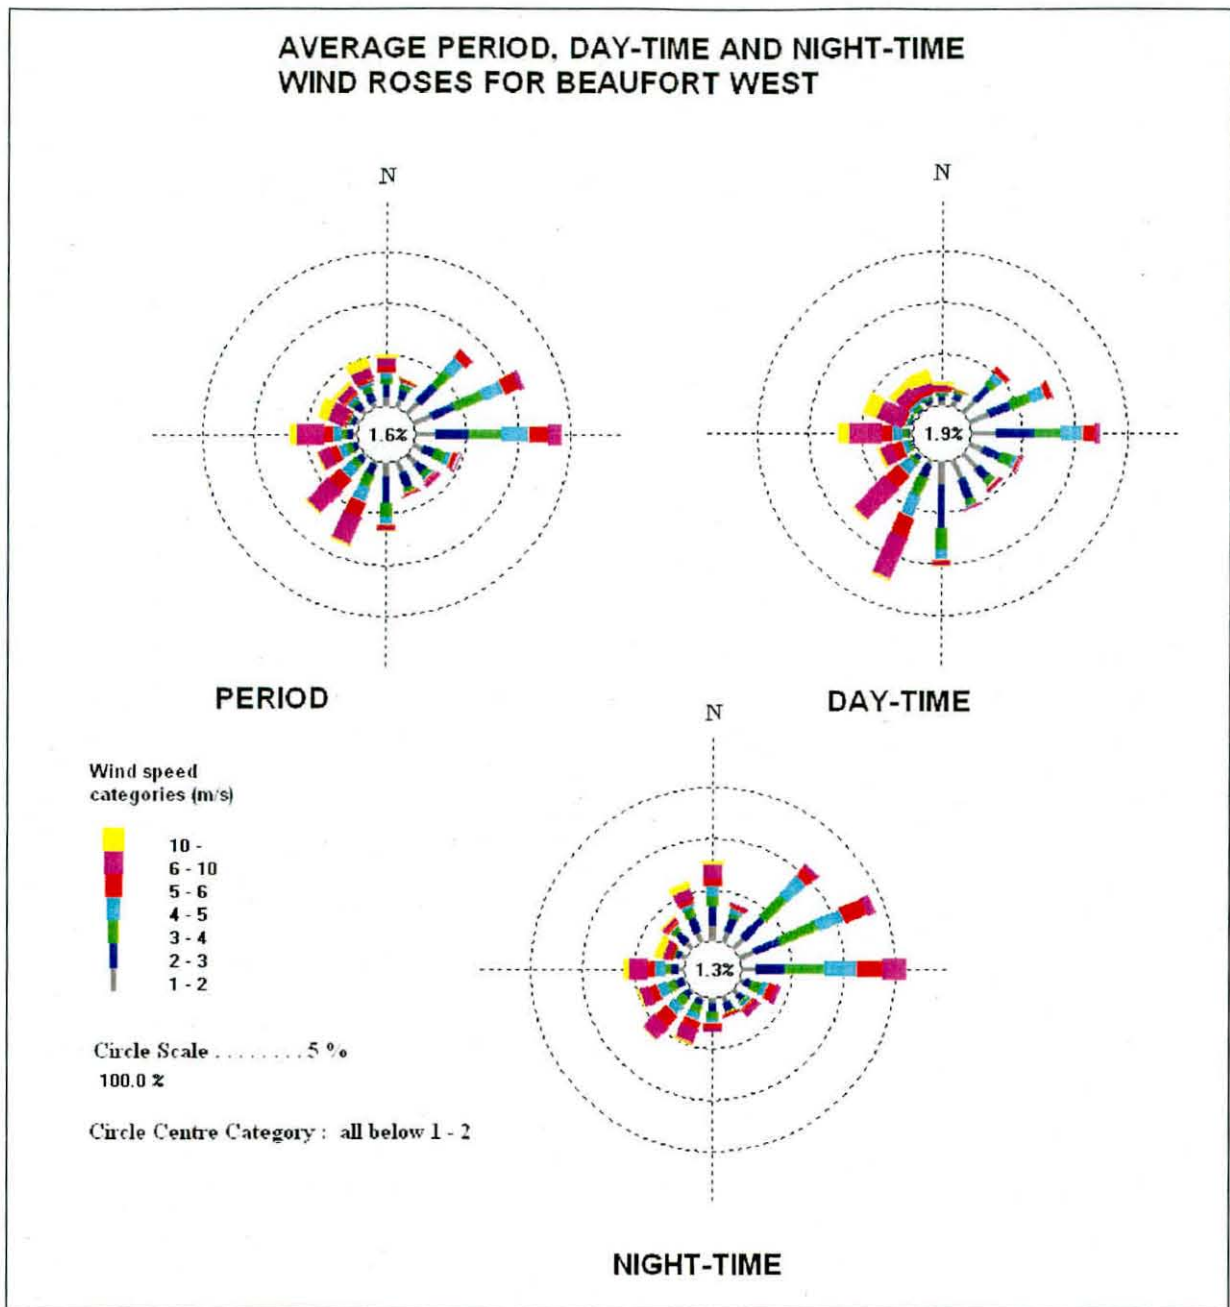 AVERAGE PERIOD, DAY-TIME AND NIGHT-TIME
WIND ROSES FOR BEAUFORT WEST
N
N
1.6%
1.9%
PERIOD
DAY-TIME
N
Wind speed
categories (m/s)
10 -
6 - 10
5 - 6
4 - 5
3 - 4
2 - 3
1 - 2
1.3%
Circle Scale . . . . . . . . 5 %
100.0 %
Circle Centre Category : all below 1 - 2
NIGHT-TIME